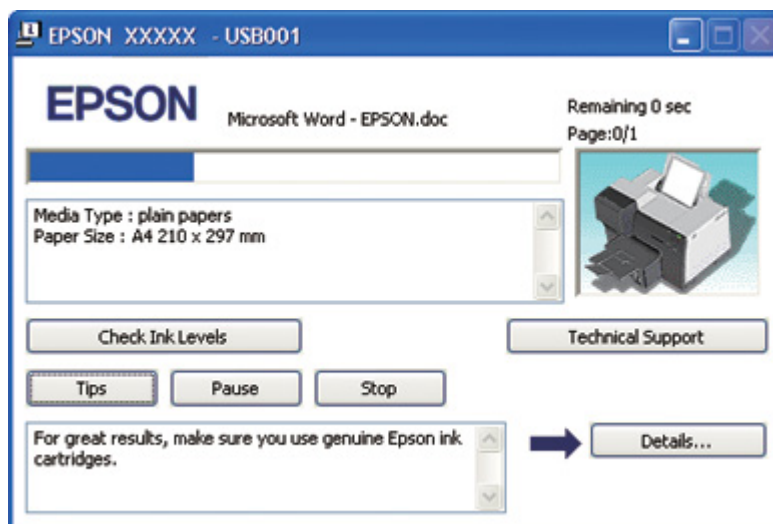 EPSON XXXXX - USB001
EPSON
Microsoft Word - EPSON.doc
Remaining 0 sec
Page:0/1
Media Type : plain papers
Paper Size : A4 210 x 297 mm
Check Ink Levels
Technical Support
Tips
Pause
Stop
For great results, make sure you use genuine Epson ink
cartridges.
Details...